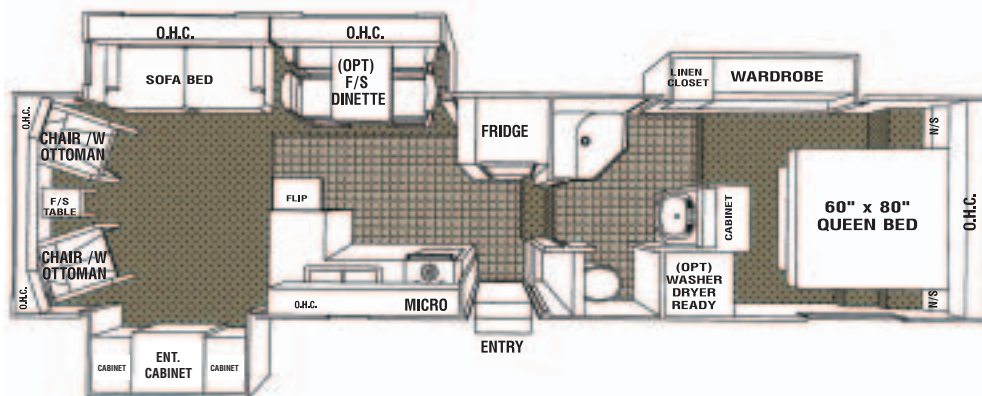 O.H.C.
O.H.C.
SOFA BED
(OPT)
F/S
DINETTE
LINEN
CLOSET
WARDROBE
O.H.C.
CHAIR /W
OTTOMAN
FRIDGE
N/S
F/S
TABLE
FLIP
CABINET
60" x 80"
QUEEN BED
O.H.C.
CHAIR /W
OTTOMAN
O.H.C.
(OPT)
WASHER
DRYER
READY
N/S
O.H.C.
MICRO
ENTRY
CABINET
ENT.
CABINET
CABINET